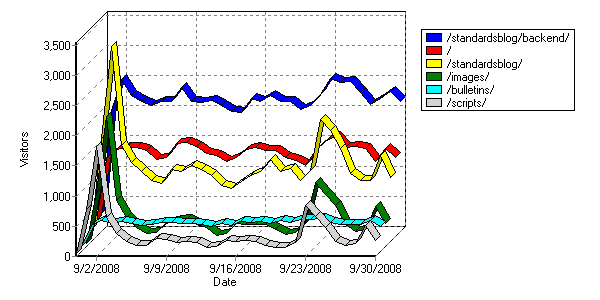 3,500
3,000
2,500
2,000
1,500
1,000
500
0
Visitors
9/2/2008
9/9/2008
9/16/2008
9/23/2008
9/30/2008
Date
/standardsblog/backend/
/
/standardsblog/
/images/
/bulletins/
/scripts/